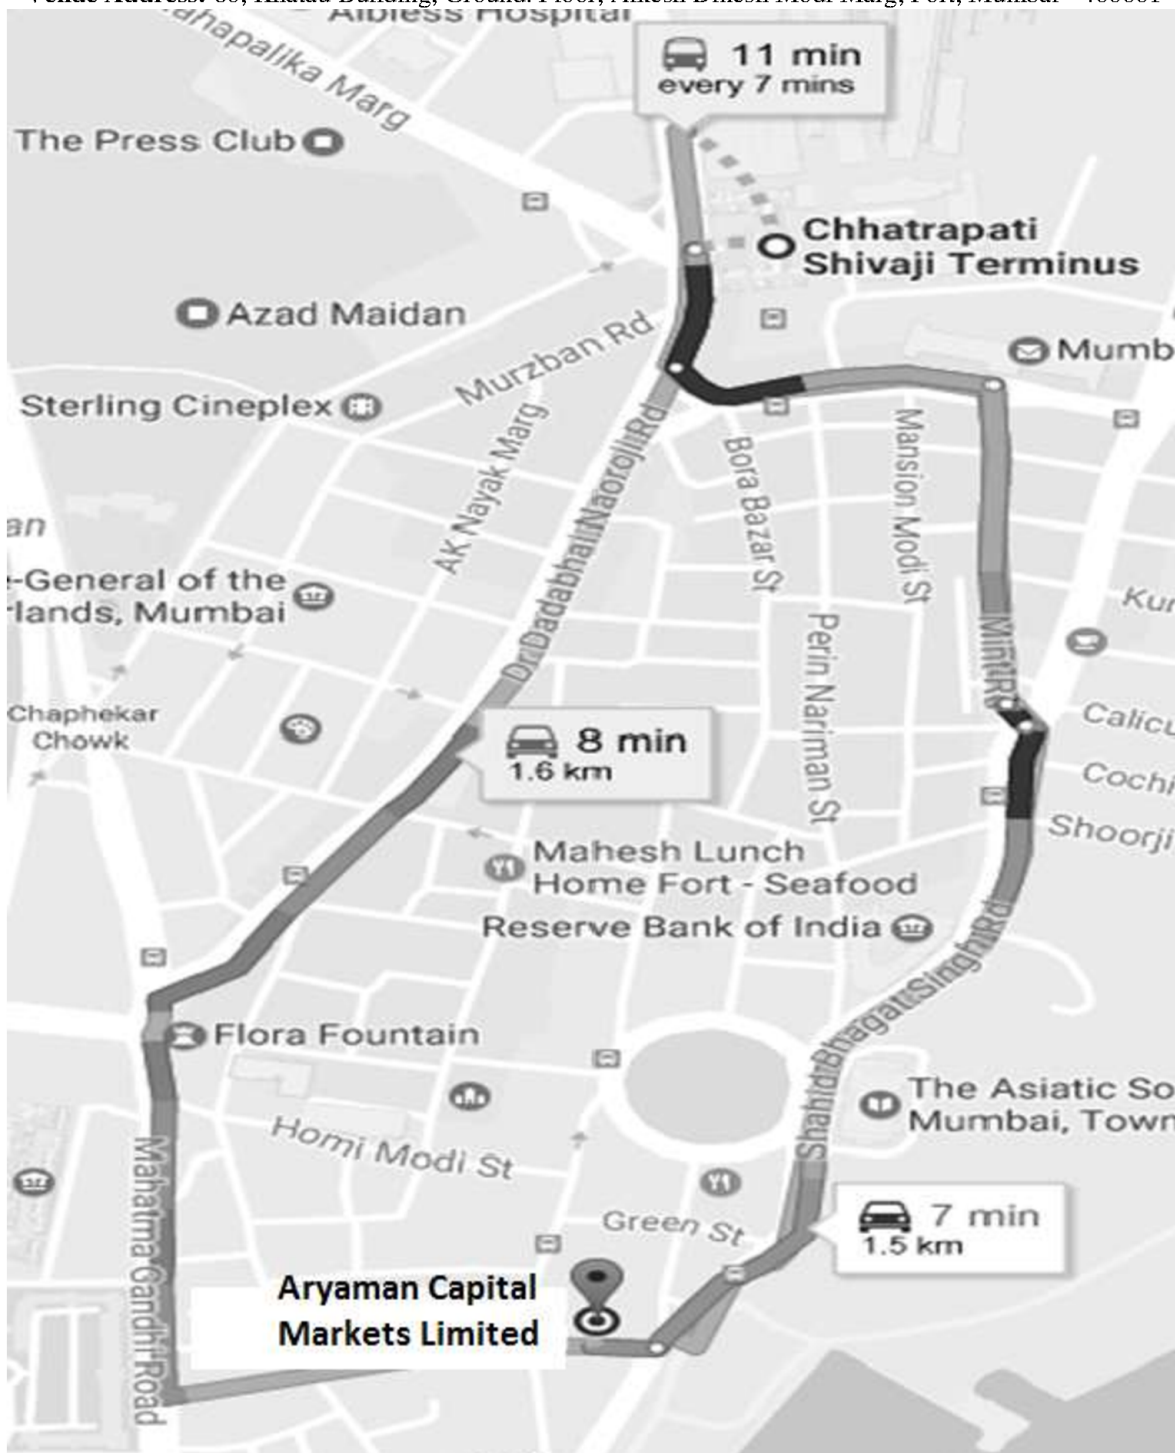 Albless Hospital
Mahapalika Marg
11 min
every 7 mins
The Press Club
Chhatrapati
Shivaji Terminus
Azad Maidan
Murzban Rd
Mumb
Sterling Cineplex
AK Nayak Marg
Dr Dadabhai Naoroji Rd
Bora Bazar St
Mansion Modi St
an
-General of the
lands, Mumbai
Kur
Mint Rd
Perin Nariman St
Chaphekar
Chowk
8 min
1.6 km
Calicu
Cochi
Shoorji
Mahesh Lunch
Home Fort - Seafood
Reserve Bank of India
Shahid Bhagat Singh Rd
Flora Fountain
The Asiatic So
Mumbai, Town
Homi Modi St
Mahatma Gandhi Road
Green St
7 min
1.5 km
Aryaman Capital
Markets Limited